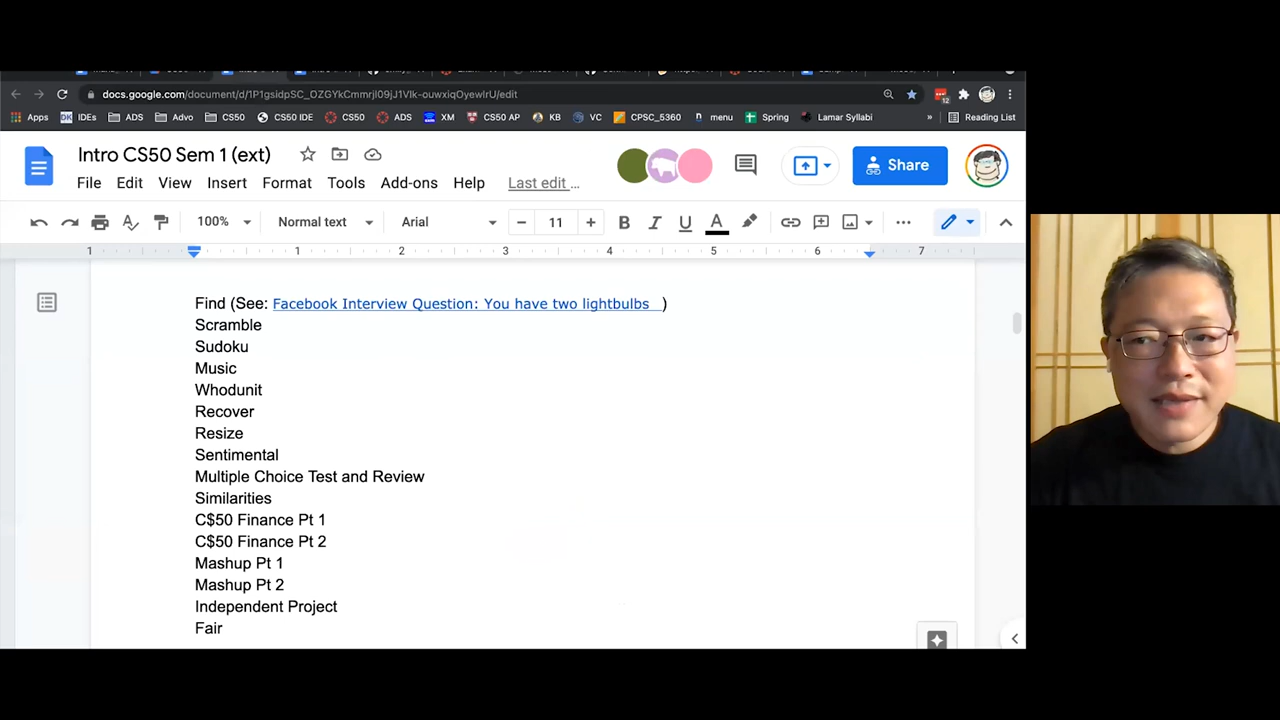 docs.google.com/document/d/1P1gsidpSC_OZGYkCmmrjl09jJ1VIk-ouwxiqOyewIrU/edit
12
Apps IDEs ADS Advo CS50 CS50 IDE CS50 ADS XM CS50 AP KB VC CPSC_5360 menu Spring Lamar Syllabi » Reading List
Intro CS50 Sem 1 (ext)
Share
File Edit View Insert Format Tools Add-ons Help Last edit ...
100% Normal text Arial 11 B I U A
1 1 2 3 4 5 6 7
Find (See: Facebook Interview Question: You have two lightbulbs )
Scramble
Sudoku
Music
Whodunit
Recover
Resize
Sentimental
Multiple Choice Test and Review
Similarities
C$50 Finance Pt 1
C$50 Finance Pt 2
Mashup Pt 1
Mashup Pt 2
Independent Project
Fair